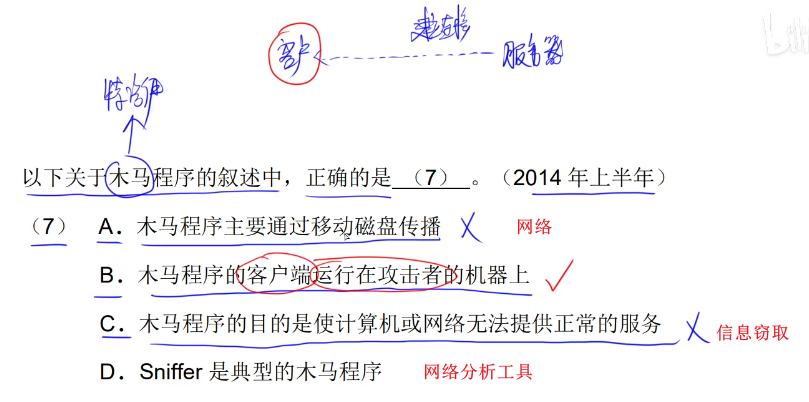 客户
服务器
特洛伊
以下关于木马程序的叙述中，正确的是 （7） 。（2014 年上半年）
（7） A．木马程序主要通过移动磁盘传播 网络
B．木马程序的客户端运行在攻击者的机器上
C．木马程序的目的是使计算机或网络无法提供正常的服务 信息窃取
D．Sniffer 是典型的木马程序 网络分析工具